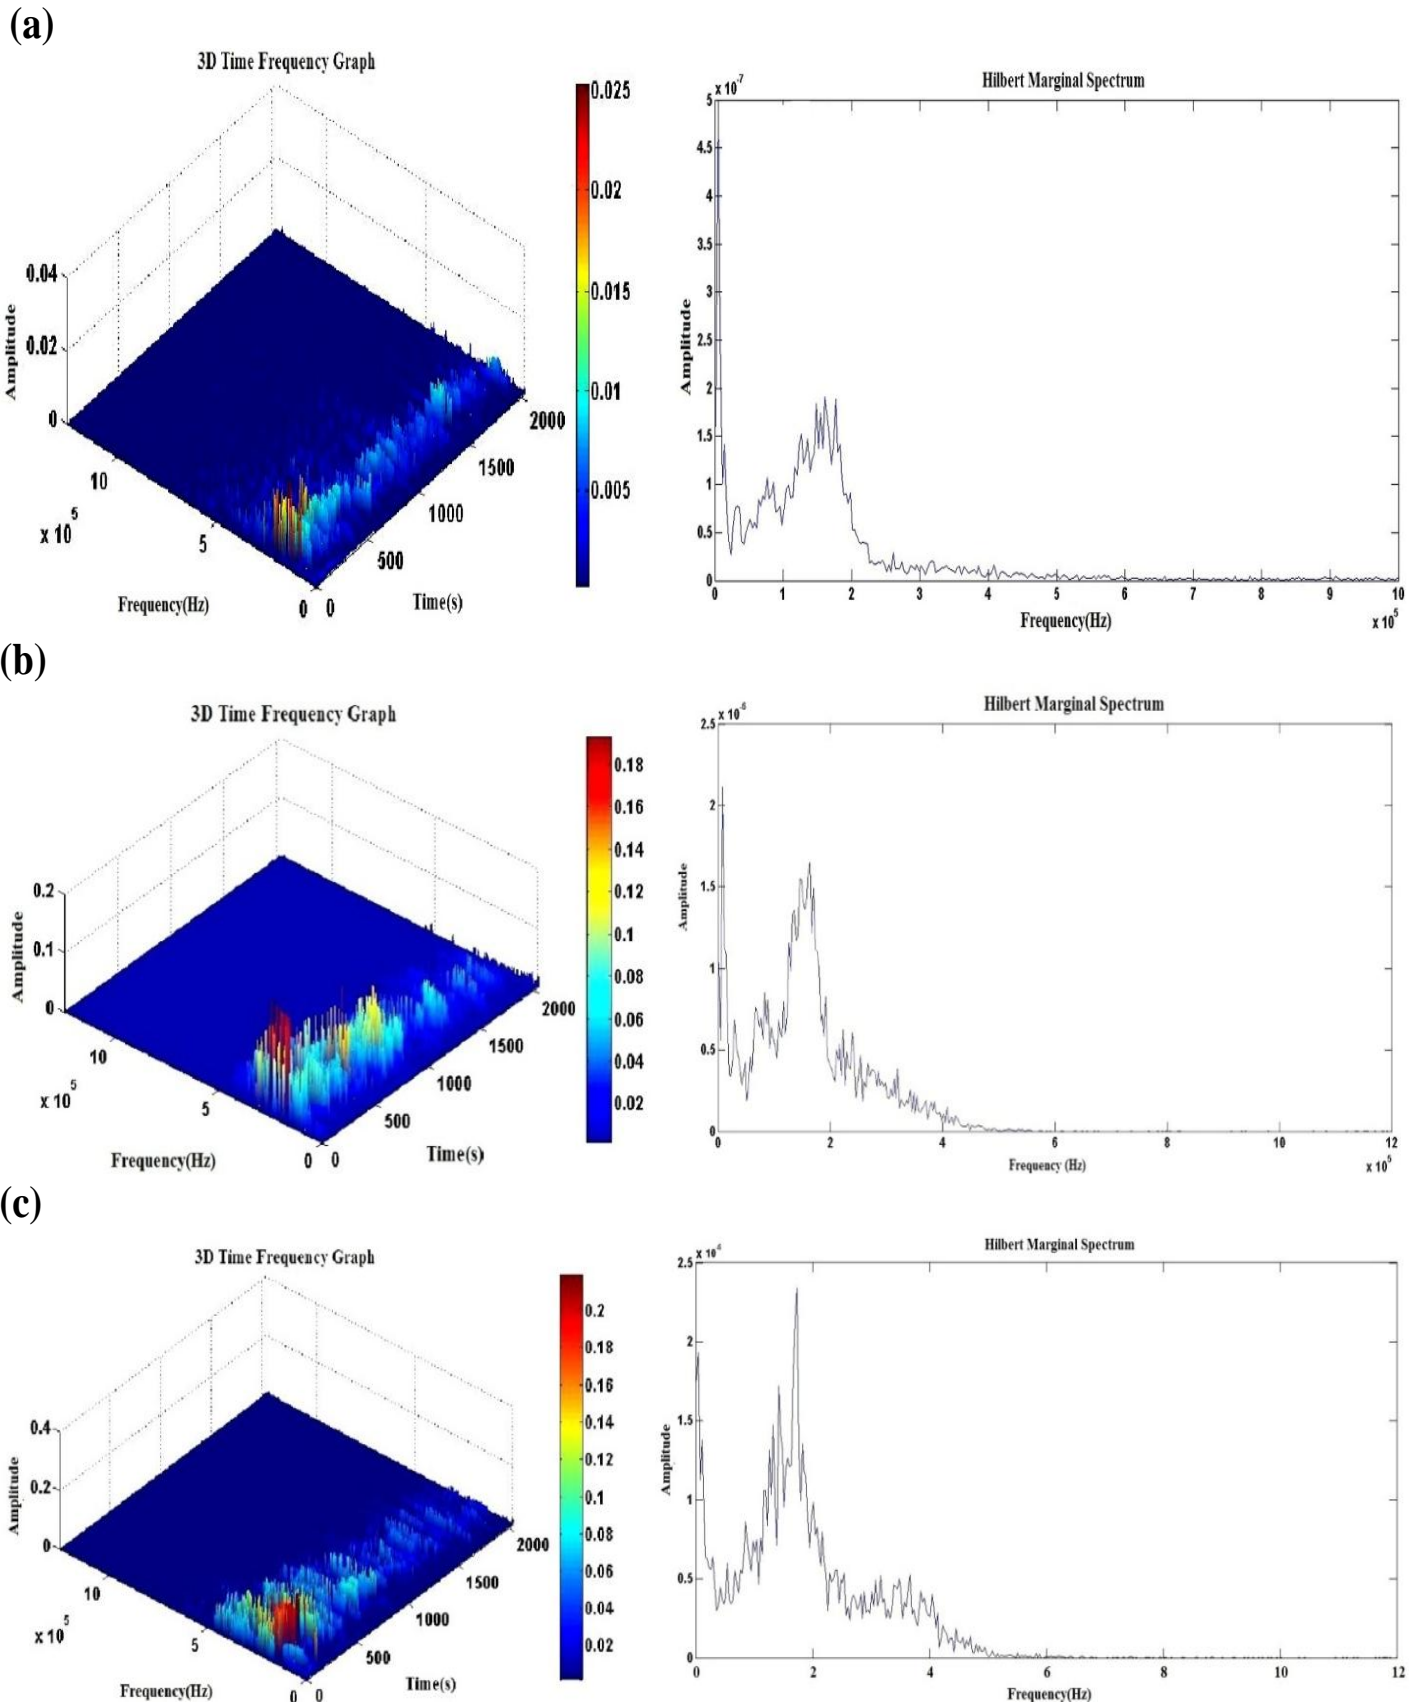 (a)
3D Time Frequency Graph
0.04
0.02
0
Amplitude
10
5
x 10^5
0
Frequency(Hz)
0
500
1000
1500
2000
Time(s)
0.025
0.02
0.015
0.01
0.005
Hilbert Marginal Spectrum
x 10^-7
5
4.5
4
3.5
3
2.5
2
1.5
1
0.5
0
Amplitude
0 1 2 3 4 5 6 7 8 9 10
x 10^5
Frequency(Hz)
(b)
3D Time Frequency Graph
0.2
0.1
0
Amplitude
10
5
x 10^5
0
Frequency(Hz)
0
500
1000
1500
2000
Time(s)
0.18
0.16
0.14
0.12
0.1
0.08
0.06
0.04
0.02
Hilbert Marginal Spectrum
2.5
2
1.5
1
0.5
0
Amplitude
0 2 4 6 8 10 12
x 10^5
Frequency (Hz)
(c)
3D Time Frequency Graph
0.4
0.2
0
Amplitude
10
5
x 10^5
0
Frequency(Hz)
0
500
1000
1500
2000
Time(s)
0.2
0.18
0.16
0.14
0.12
0.1
0.08
0.06
0.04
0.02
Hilbert Marginal Spectrum
2.5
2
1.5
1
0.5
0
Amplitude
0 2 4 6 8 10 12
Frequency(Hz)